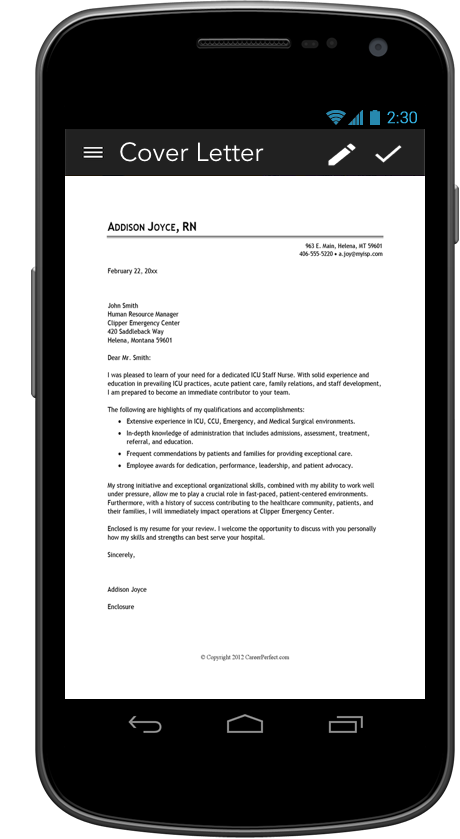 2:30
Cover Letter
ADDISON JOYCE, RN
963 E. Main, Helena, MT 59601
406-555-5220 • a.joy@myisp.com
February 22, 20xx
John Smith
Human Resource Manager
Clipper Emergency Center
420 Saddleback Way
Helena, Montana 59601
Dear Mr. Smith:
I was pleased to learn of your need for a dedicated ICU Staff Nurse. With solid experience and
education in prevailing ICU practices, acute patient care, family relations, and staff development,
I am prepared to become an immediate contributor to your team.
The following are highlights of my qualifications and accomplishments:
• Extensive experience in ICU, CCU, Emergency, and Medical Surgical environments.
• In-depth knowledge of administration that includes admissions, assessment, treatment,
referral, and education.
• Frequent commendations by patients and families for providing exceptional care.
• Employee awards for dedication, performance, leadership, and patient advocacy.
My strong initiative and exceptional organizational skills, combined with my ability to work well
under pressure, allow me to play a crucial role in fast-paced, patient-centered environments.
Furthermore, with a history of success contributing to the healthcare community, patients, and
their families, I will immediately impact operations at Clipper Emergency Center.
Enclosed is my resume for your review. I welcome the opportunity to discuss with you personally
how my skills and strengths can best serve your hospital.
Sincerely,
Addison Joyce
Enclosure
© Copyright 2012 CareerPerfect.com